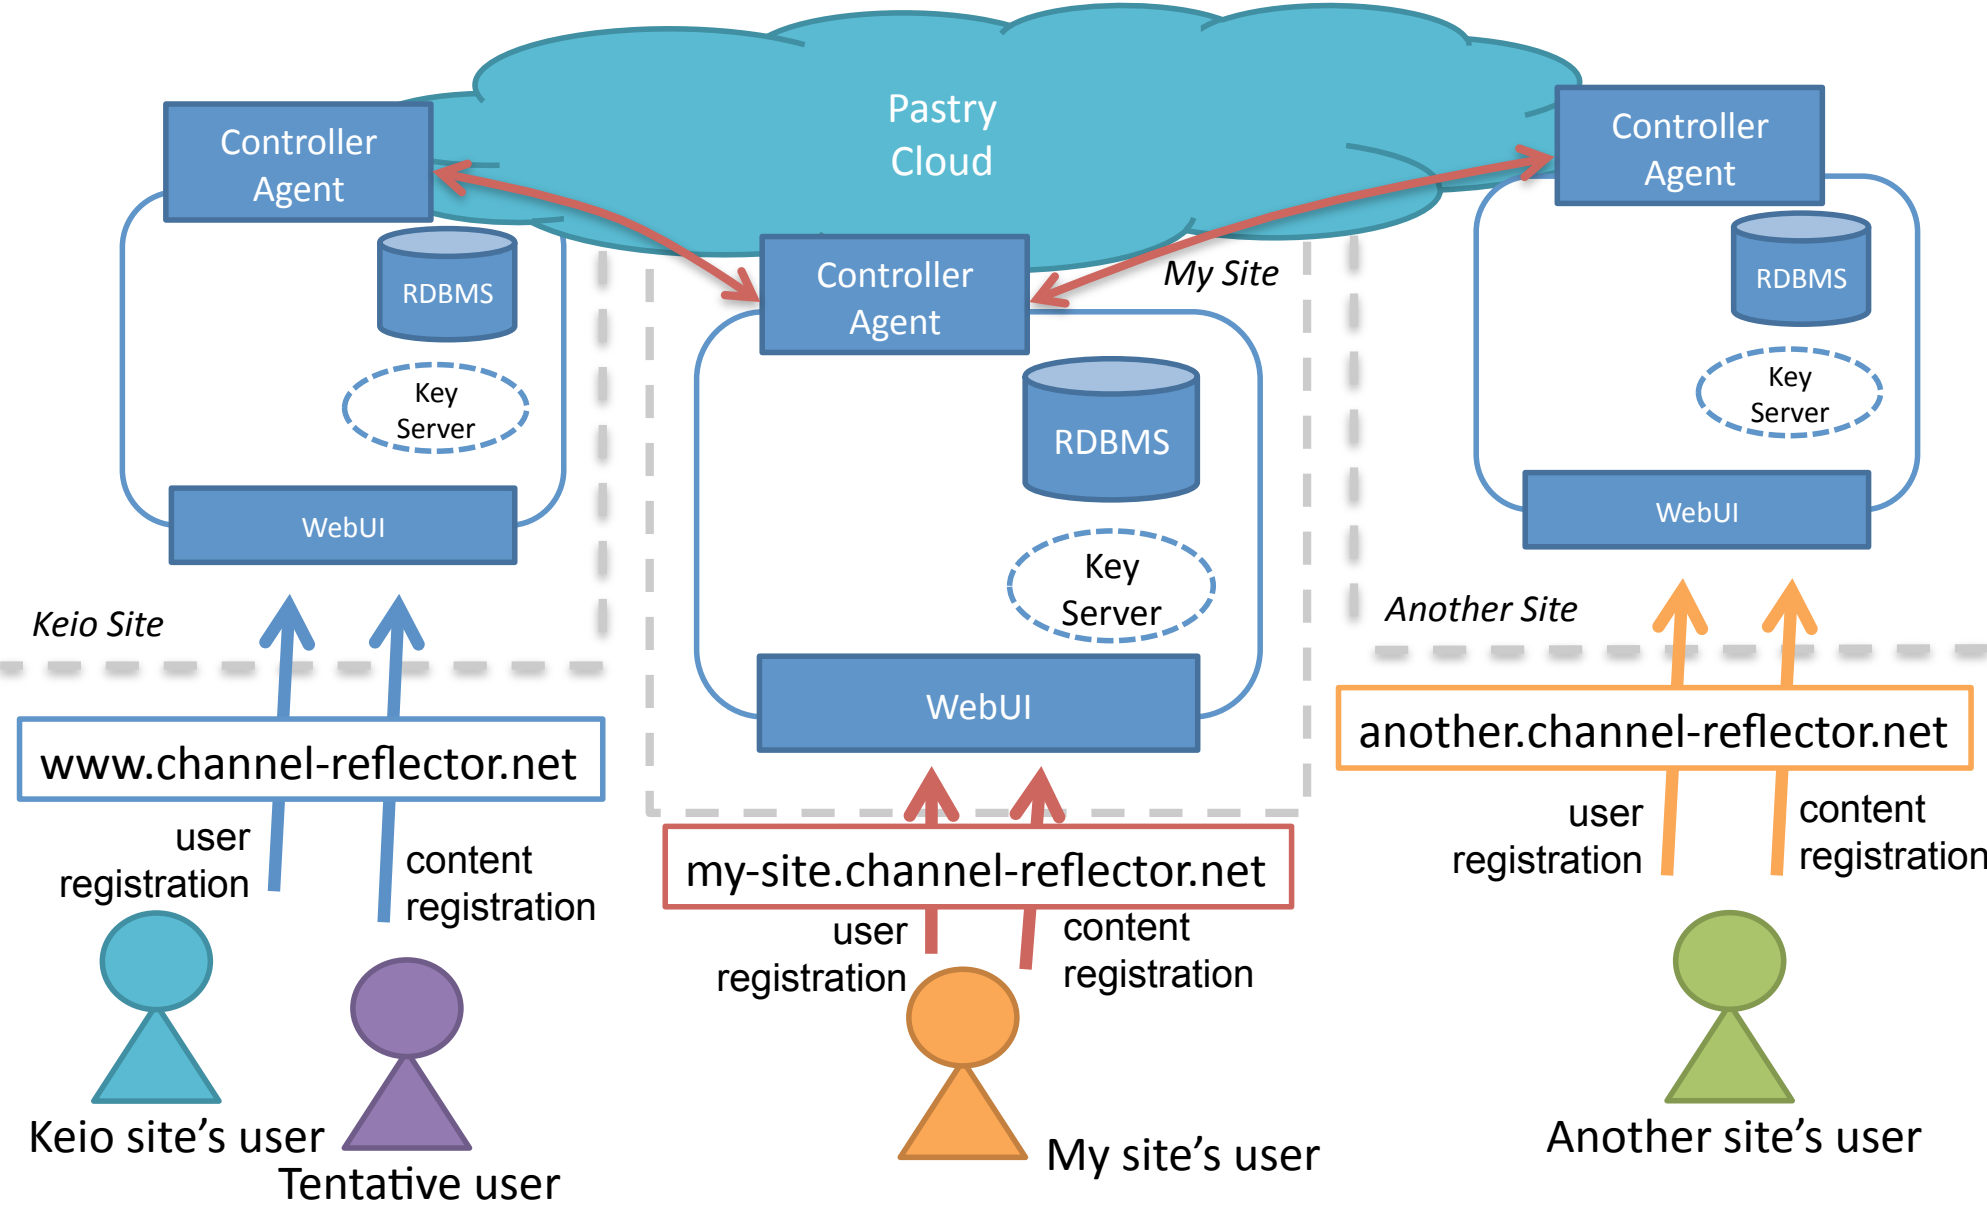 Pastry
Cloud
Controller
Agent
RDBMS
Key
Server
WebUI
Keio Site
www.channel-reflector.net
user
registration
content
registration
Keio site’s user
Tentative user
Controller
Agent
My Site
RDBMS
Key
Server
WebUI
my-site.channel-reflector.net
user
registration
content
registration
My site’s user
Controller
Agent
RDBMS
Key
Server
WebUI
Another Site
another.channel-reflector.net
user
registration
content
registration
Another site’s user